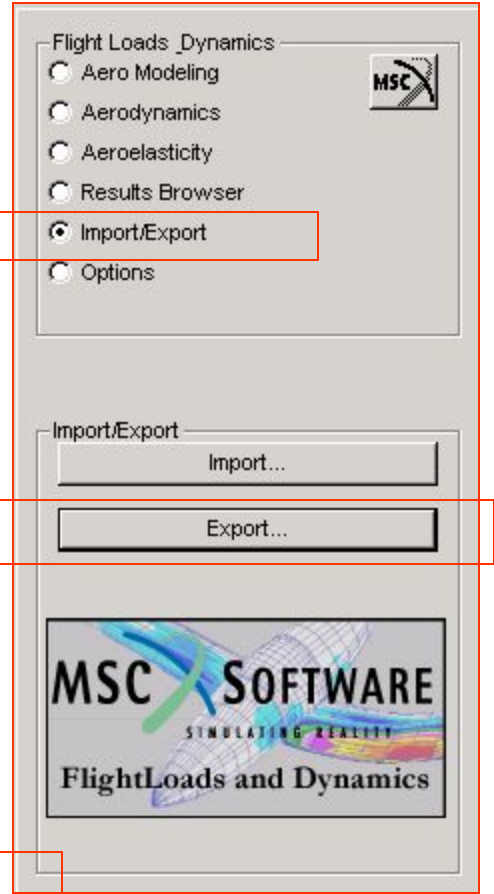 Flight Loads _Dynamics
Aero Modeling
MSC
Aerodynamics
Aeroelasticity
Results Browser
Import/Export
Options
Import/Export
Import...
Export...
MSC SOFTWARE
SIMULATING REALITY
FlightLoads and Dynamics